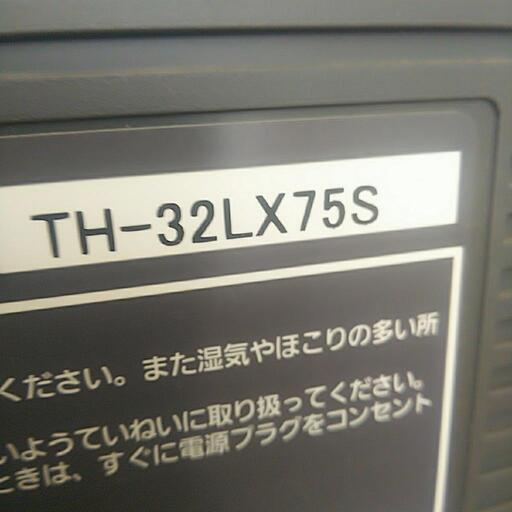 TH-32LX75S
ください。また湿気やほこりの多い所
いようていねいに取り扱ってください。
ときは、すぐに電源プラグをコンセント